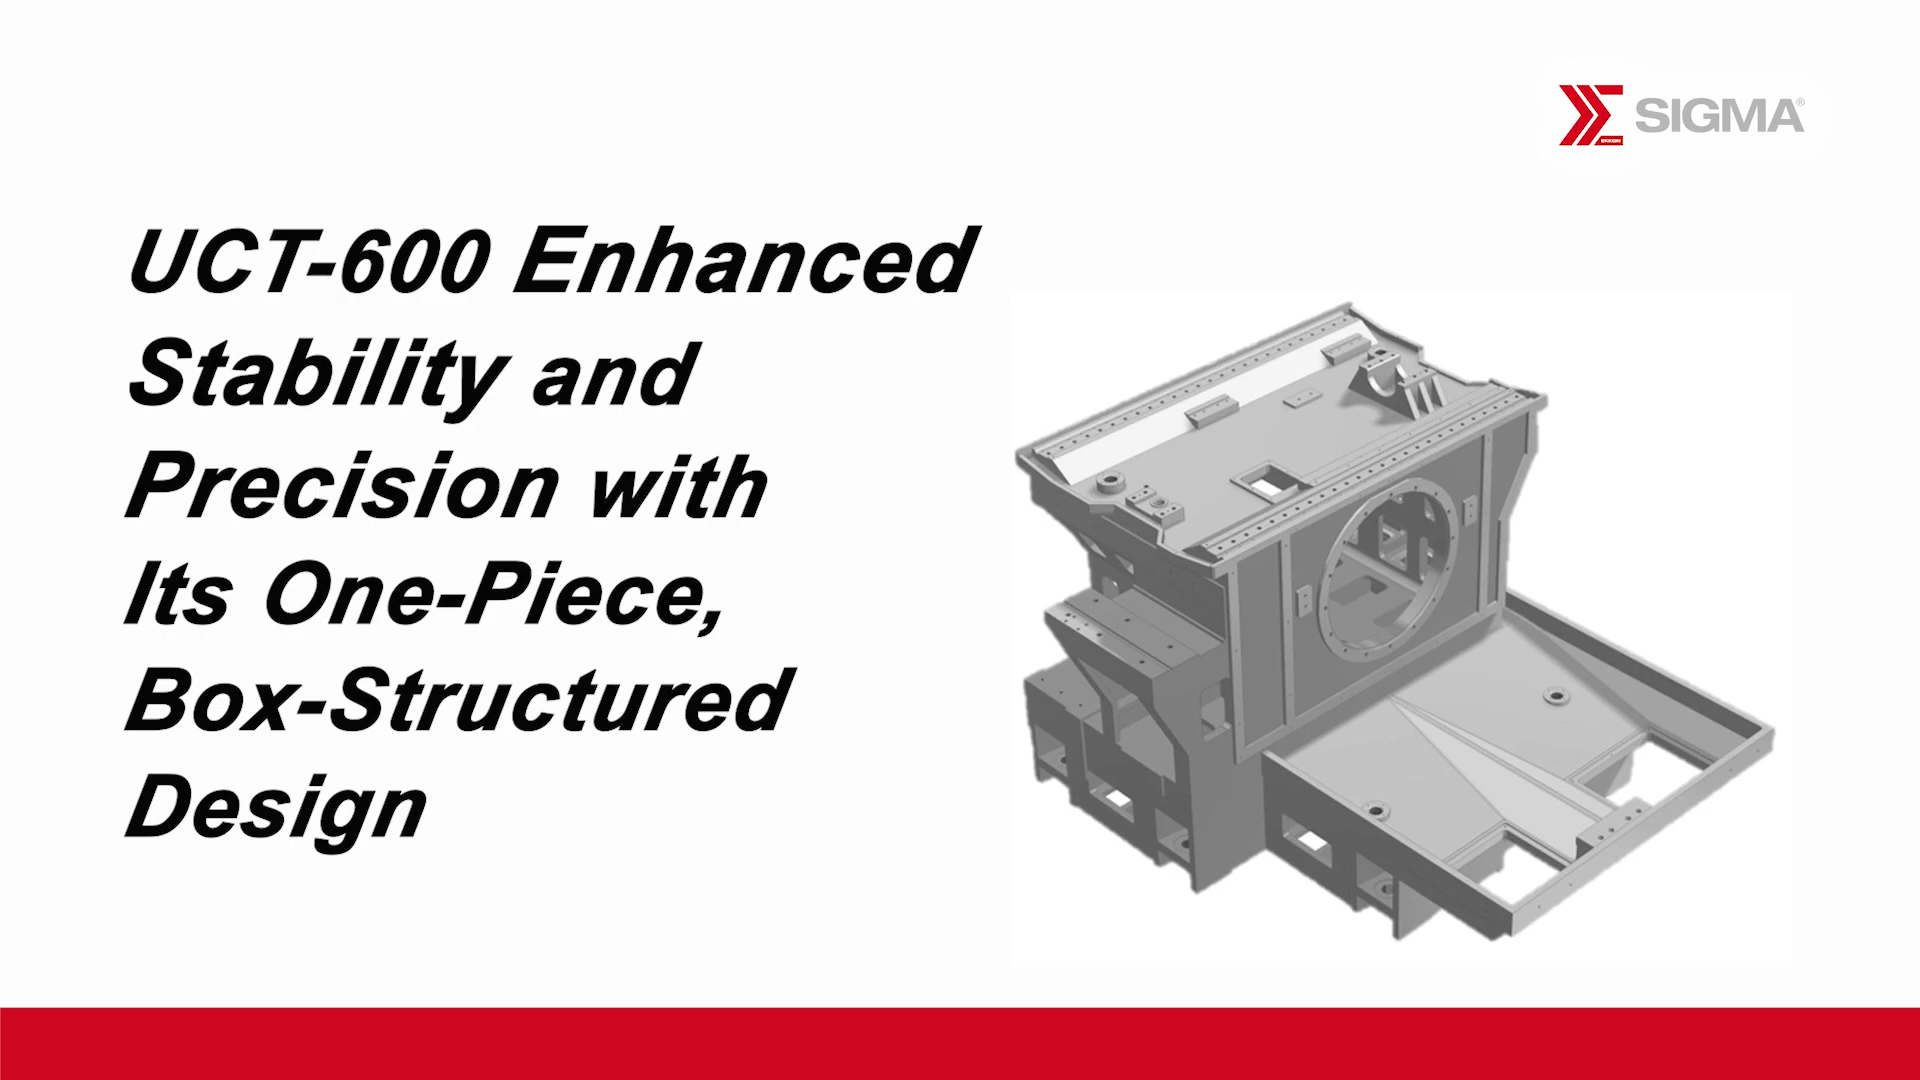 SIGMA®
UCT-600 Enhanced
Stability and
Precision with
Its One-Piece,
Box-Structured
Design